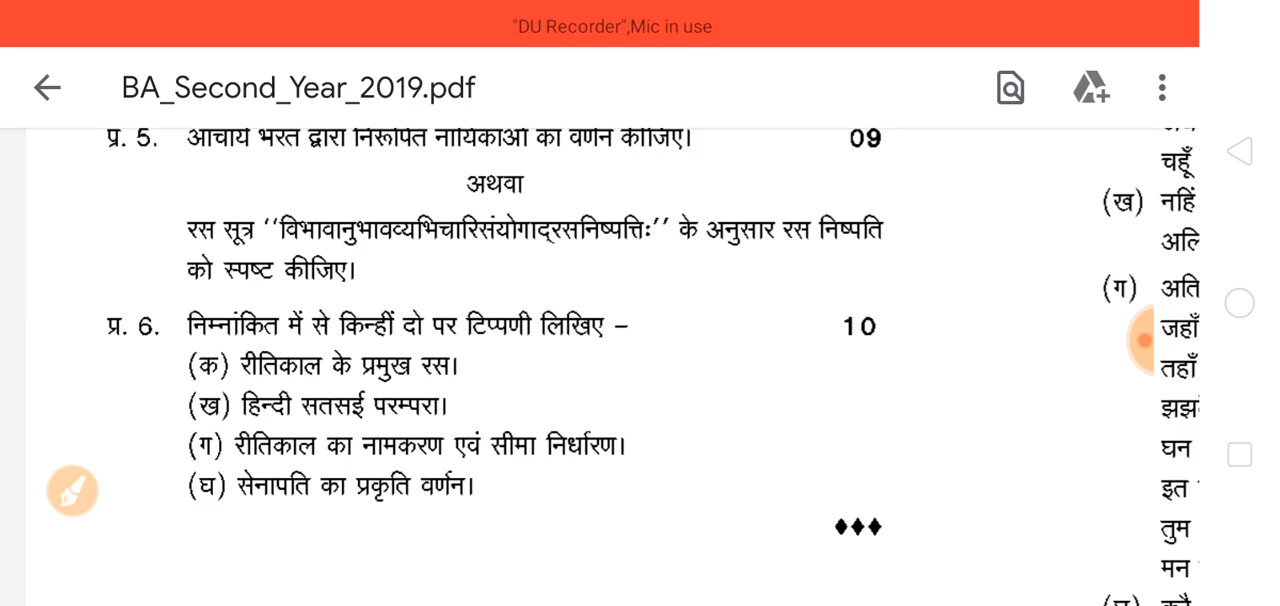 "DU Recorder",Mic in use
BA_Second_Year_2019.pdf
प्र. 5. आचार्य भरत द्वारा निरूपित नायिकाओं का वर्णन कीजिए। 09
अथवा
रस सूत्र ‘‘विभावानुभावव्यभिचारिसंयोगाद्रसनिष्पत्तिः’’ के अनुसार रस निष्पति
को स्पष्ट कीजिए।
प्र. 6. निम्नांकित में से किन्हीं दो पर टिप्पणी लिखिए – 10
(क) रीतिकाल के प्रमुख रस।
(ख) हिन्दी सतसई परम्परा।
(ग) रीतिकाल का नामकरण एवं सीमा निर्धारण।
(घ) सेनापति का प्रकृति वर्णन।
♦♦♦
चहूँ
(ख) नहिं
अलि
(ग) अति
जहाँ
तहाँ
घन
इत
तुम
मन